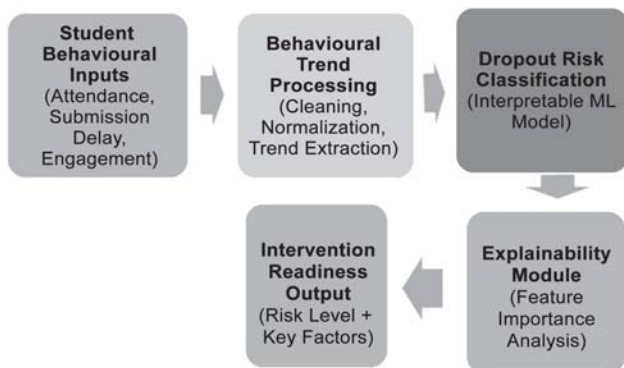 Student
Behavioural
Inputs
(Attendance,
Submission
Delay,
Engagement)
Behavioural
Trend
Processing
(Cleaning,
Normalization,
Trend Extraction)
Dropout Risk
Classification
(Interpretable ML
Model)
Explainability
Module
(Feature
Importance
Analysis)
Intervention
Readiness
Output
(Risk Level +
Key Factors)